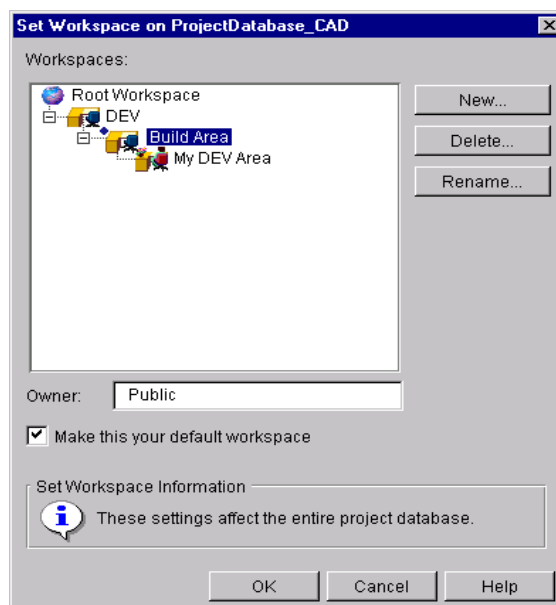 Set Workspace on ProjectDatabase_CAD
Workspaces:
Root Workspace
DEV
Build Area
My DEV Area
New...
Delete...
Rename...
Owner: Public
Make this your default workspace
Set Workspace Information
These settings affect the entire project database.
OK Cancel Help